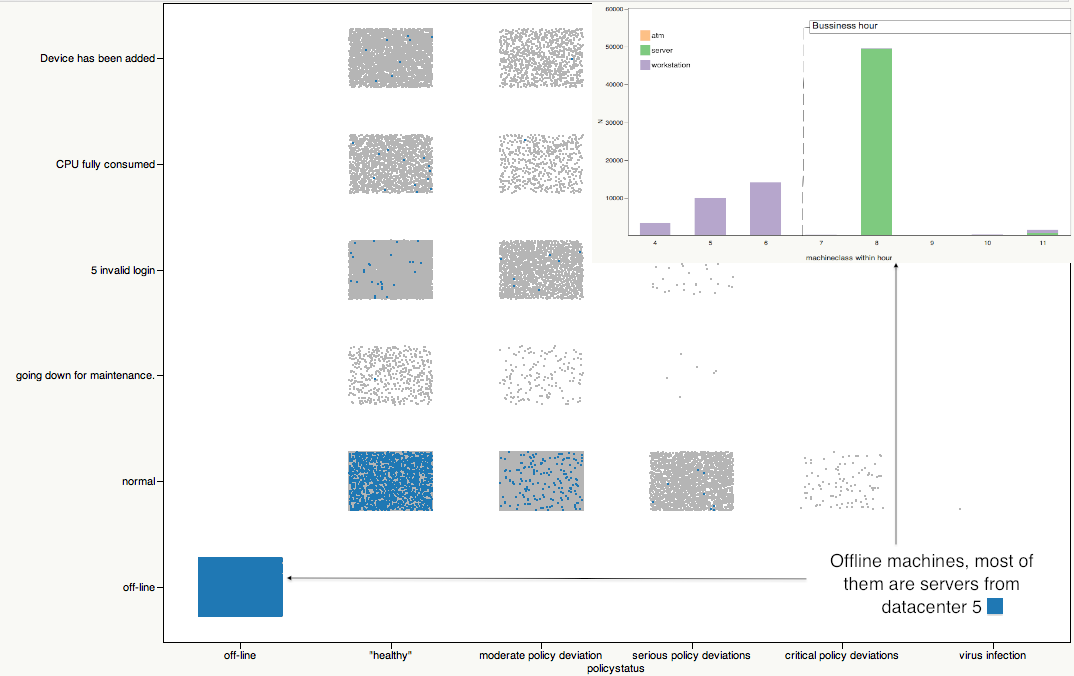 Device has been added
CPU fully consumed
5 invalid login
going down for maintenance.
normal
off-line
off-line
"healthy"
moderate policy deviation
serious policy deviations
critical policy deviations
virus infection
policystatus
60000
50000
40000
30000
20000
10000
N
atm
server
workstation
Bussiness hour
4
5
6
7
8
9
10
11
machineclass within hour
Offline machines, most of
them are servers from
datacenter 5